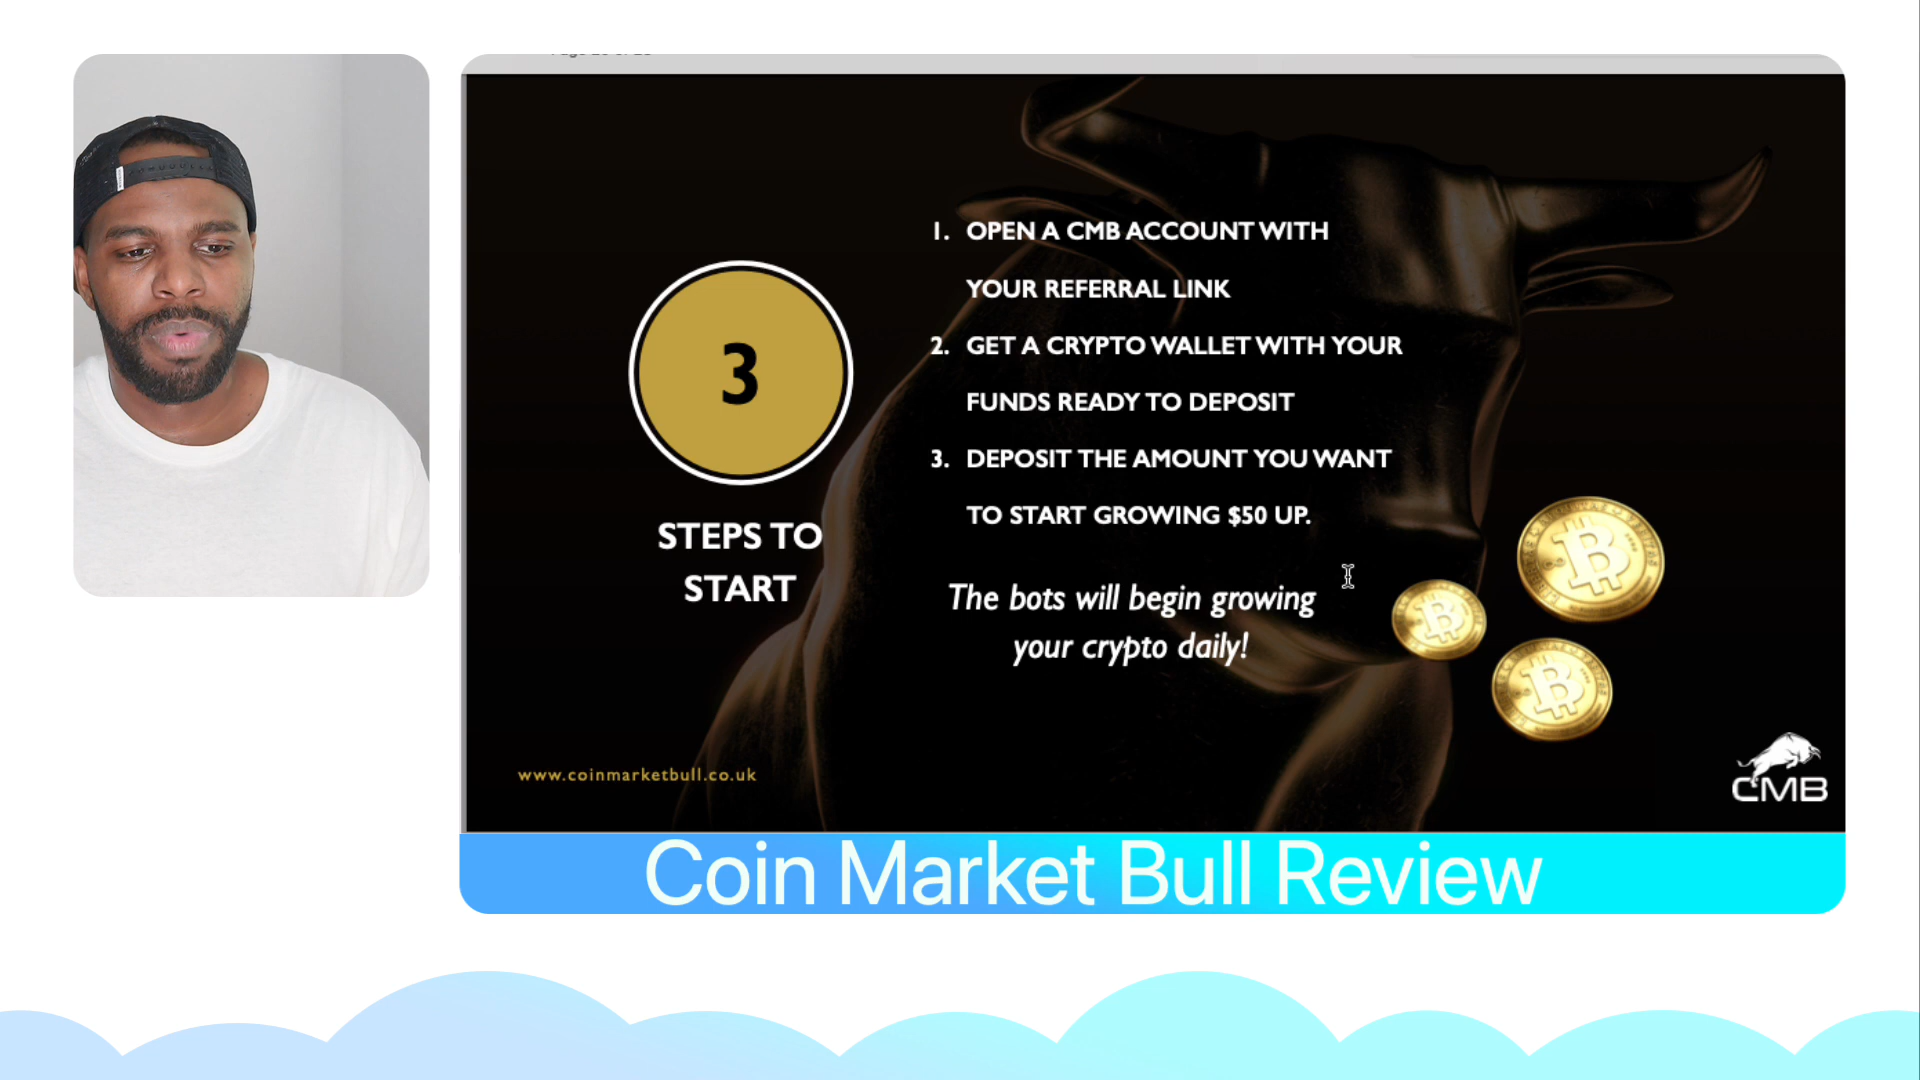 3
STEPS TO
START
1. OPEN A CMB ACCOUNT WITH
YOUR REFERRAL LINK
2. GET A CRYPTO WALLET WITH YOUR
FUNDS READY TO DEPOSIT
3. DEPOSIT THE AMOUNT YOU WANT
TO START GROWING $50 UP.
The bots will begin growing
your crypto daily!
www.coinmarketbull.co.uk
CMB
Coin Market Bull Review